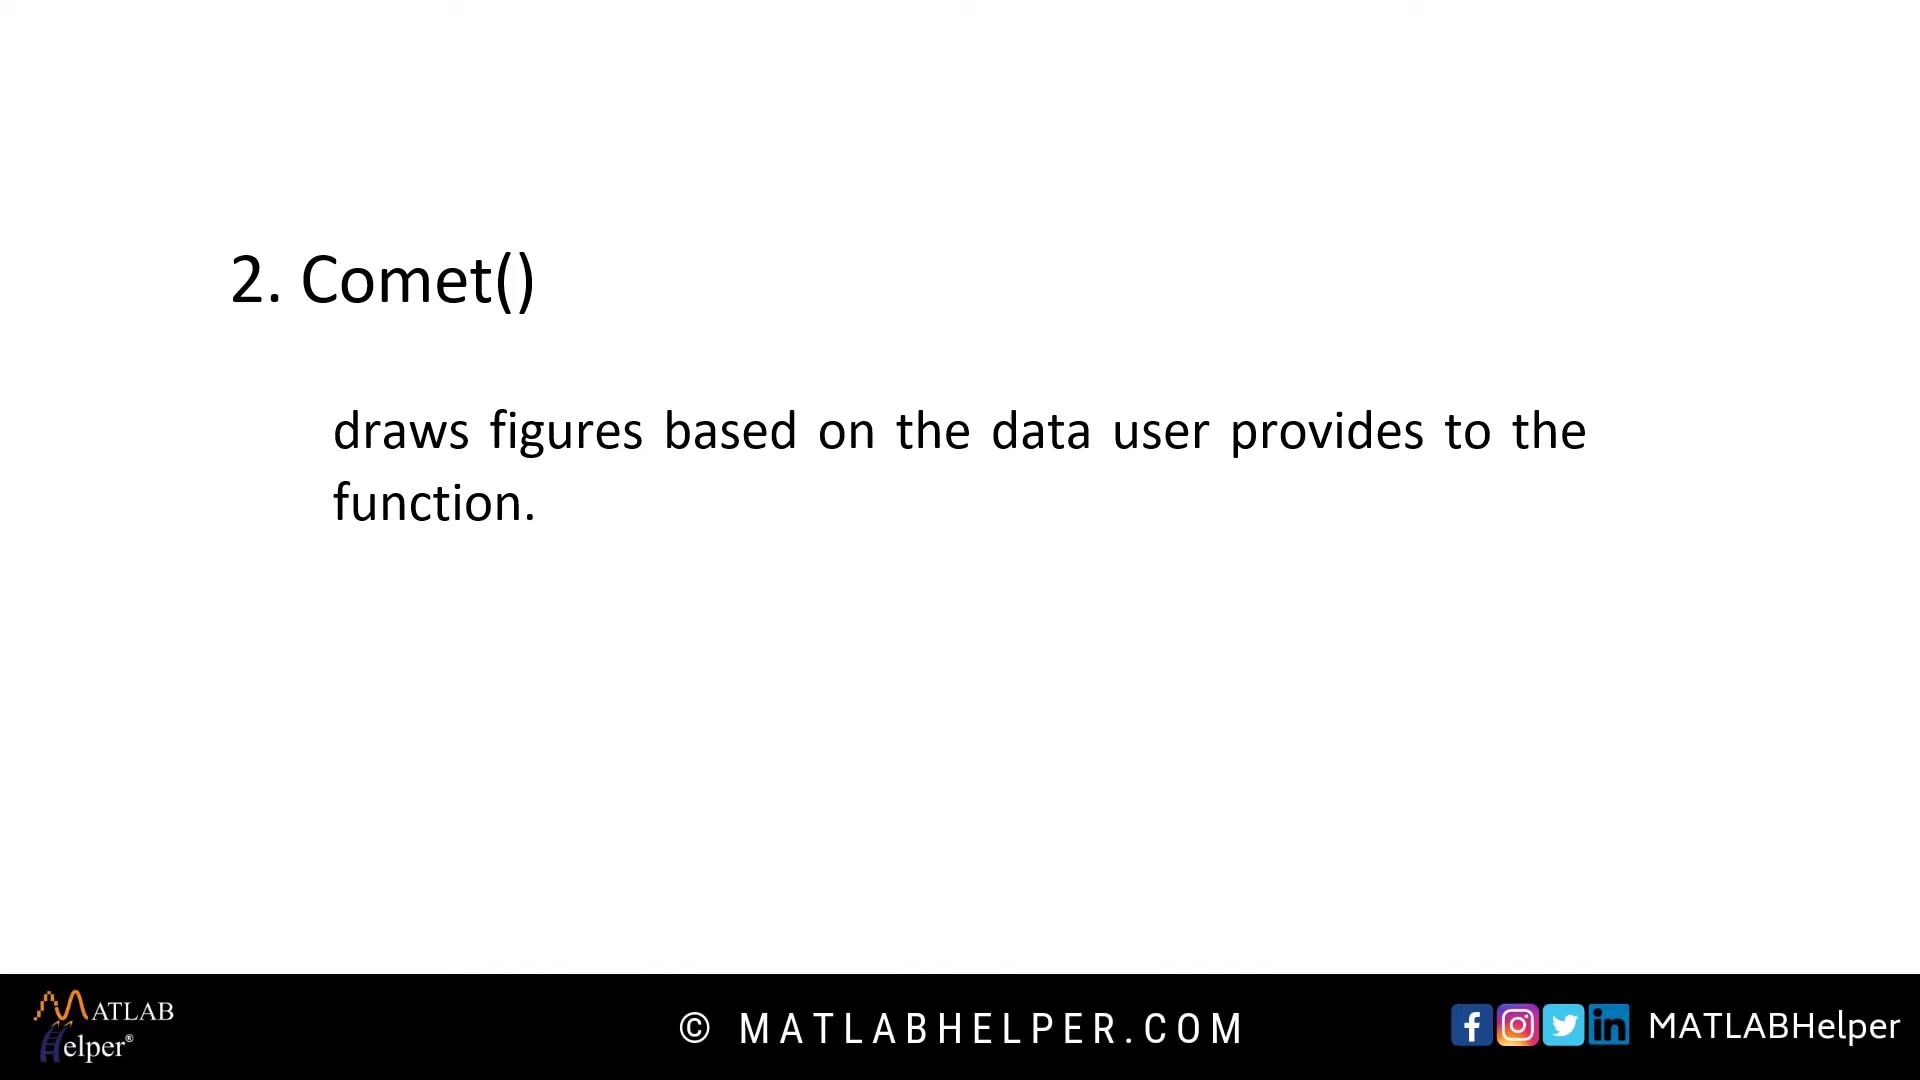 2. Comet()
draws figures based on the data user provides to the
function.
MATLAB
Helper®
© MATLABHELPER.COM
MATLABHelper